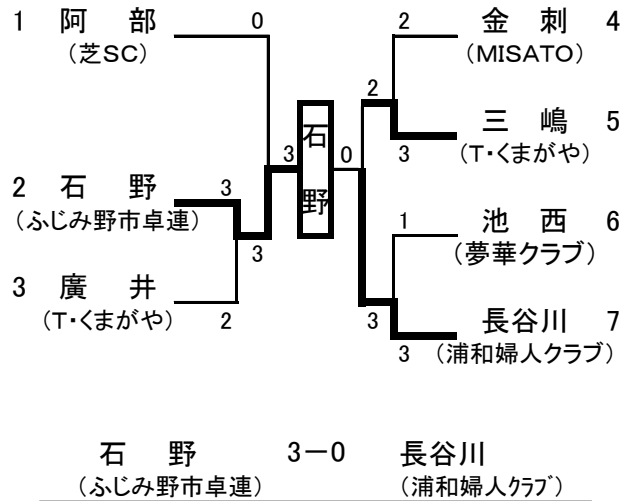 1 阿 部 0
(芝SC)
2 金 刺 4
(MISATO)
2
三 嶋 5
3 (T・くまがや)
3 石 野 0
2 石 野 3
(ふじみ野市卓連)
3
3 廣 井
(T・くまがや) 2
1 池 西 6
(夢華クラブ)
3
長谷川 7
3 (浦和婦人クラブ)
石 野 3－0 長谷川
(ふじみ野市卓連) (浦和婦人クラブ)